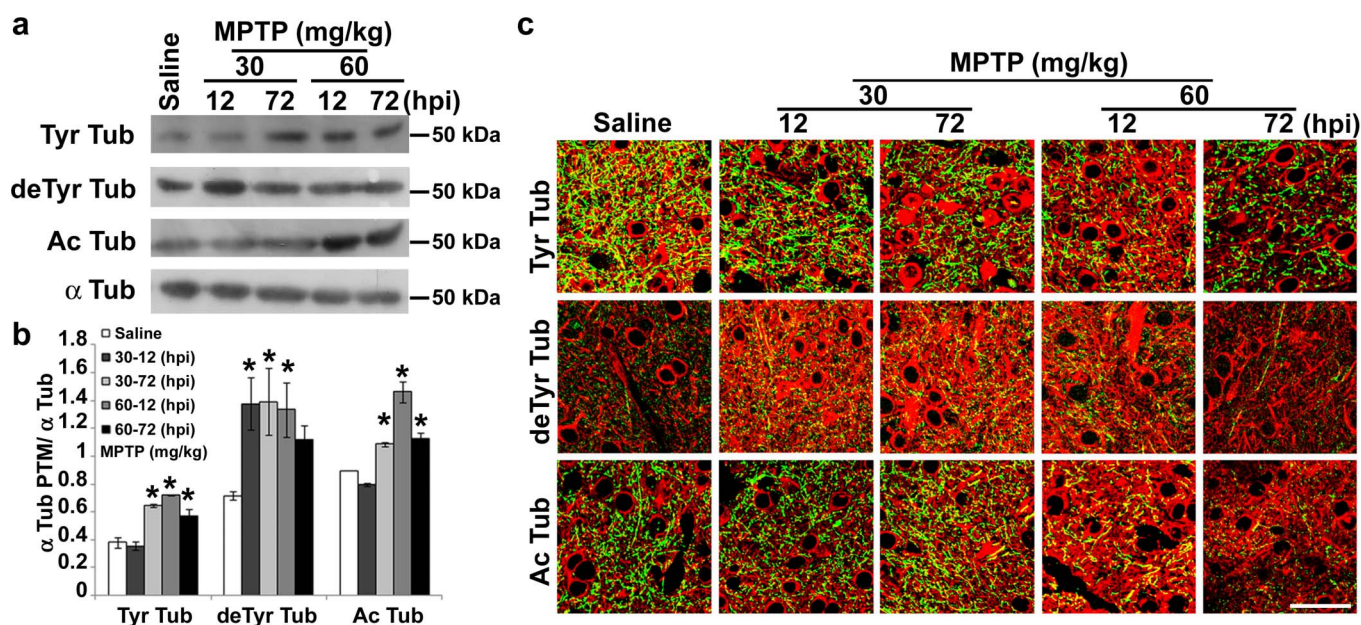 a
MPTP (mg/kg)
Saline
30 60
12 72 12 72 (hpi)
Tyr Tub 50 kDa
deTyr Tub 50 kDa
Ac Tub 50 kDa
α Tub 50 kDa
b
α Tub PTM/ α Tub
1.8
1.6
1.4
1.2
1
0.8
0.6
0.4
0.2
0
Saline
30-12 (hpi)
30-72 (hpi)
60-12 (hpi)
60-72 (hpi)
MPTP (mg/kg)
* * * * * * * * *
Tyr Tub deTyr Tub Ac Tub
c
MPTP (mg/kg)
30 60
Saline 12 72 12 72 (hpi)
Tyr Tub
deTyr Tub
Ac Tub